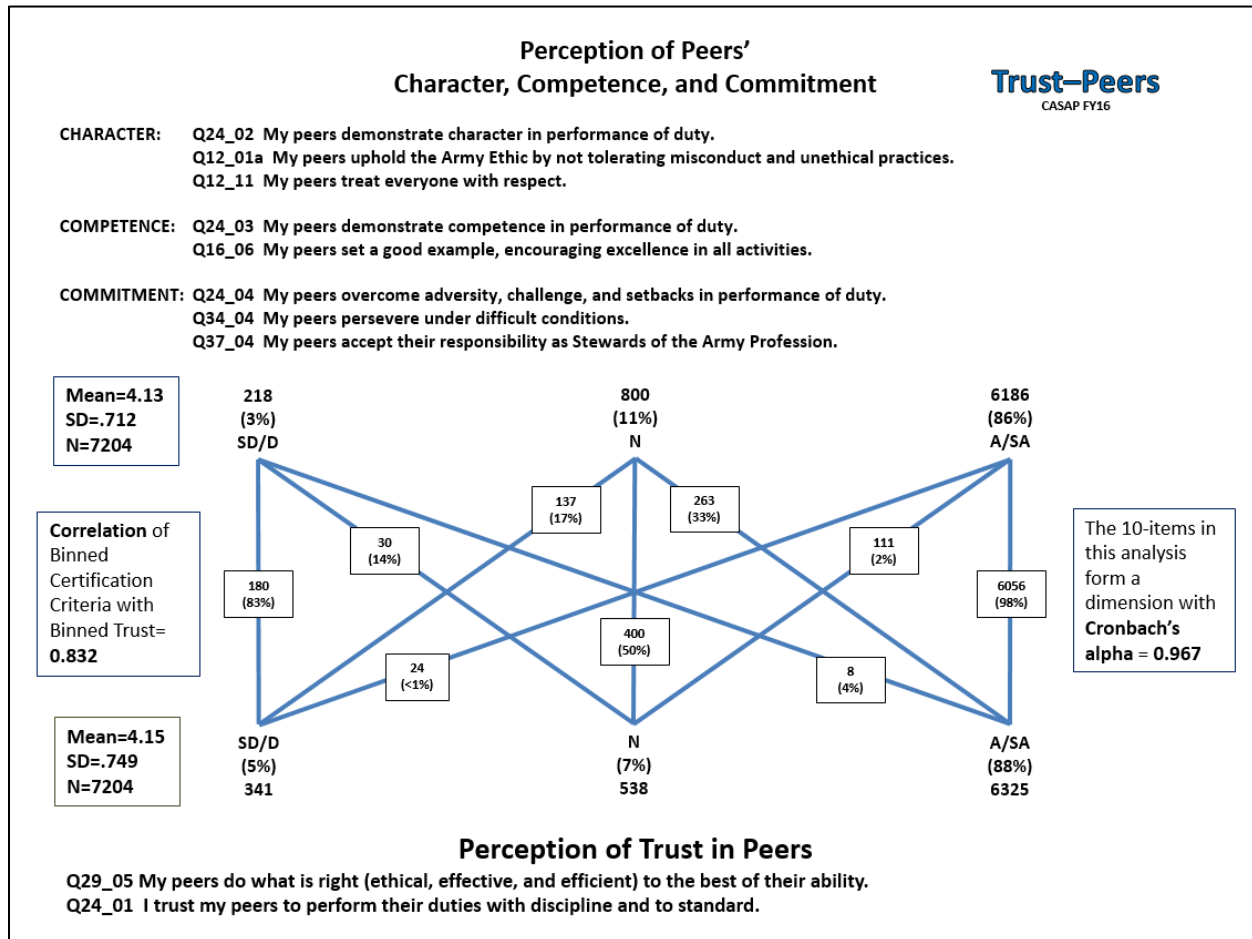 Perception of Peers'
Character, Competence, and Commitment
Trust–Peers
CASAP FY16
CHARACTER: Q24_02 My peers demonstrate character in performance of duty.
Q12_01a My peers uphold the Army Ethic by not tolerating misconduct and unethical practices.
Q12_11 My peers treat everyone with respect.
COMPETENCE: Q24_03 My peers demonstrate competence in performance of duty.
Q16_06 My peers set a good example, encouraging excellence in all activities.
COMMITMENT: Q24_04 My peers overcome adversity, challenge, and setbacks in performance of duty.
Q34_04 My peers persevere under difficult conditions.
Q37_04 My peers accept their responsibility as Stewards of the Army Profession.
Mean=4.13
SD=.712
N=7204
218
(3%)
SD/D
800
(11%)
N
6186
(86%)
A/SA
Correlation of
Binned
Certification
Criteria with
Binned Trust=
0.832
180
(83%)
30
(14%)
137
(17%)
263
(33%)
111
(2%)
6056
(98%)
24
(<1%)
400
(50%)
8
(4%)
The 10-items in
this analysis
form a
dimension with
Cronbach's
alpha = 0.967
Mean=4.15
SD=.749
N=7204
SD/D
(5%)
341
N
(7%)
538
A/SA
(88%)
6325
Perception of Trust in Peers
Q29_05 My peers do what is right (ethical, effective, and efficient) to the best of their ability.
Q24_01 I trust my peers to perform their duties with discipline and to standard.